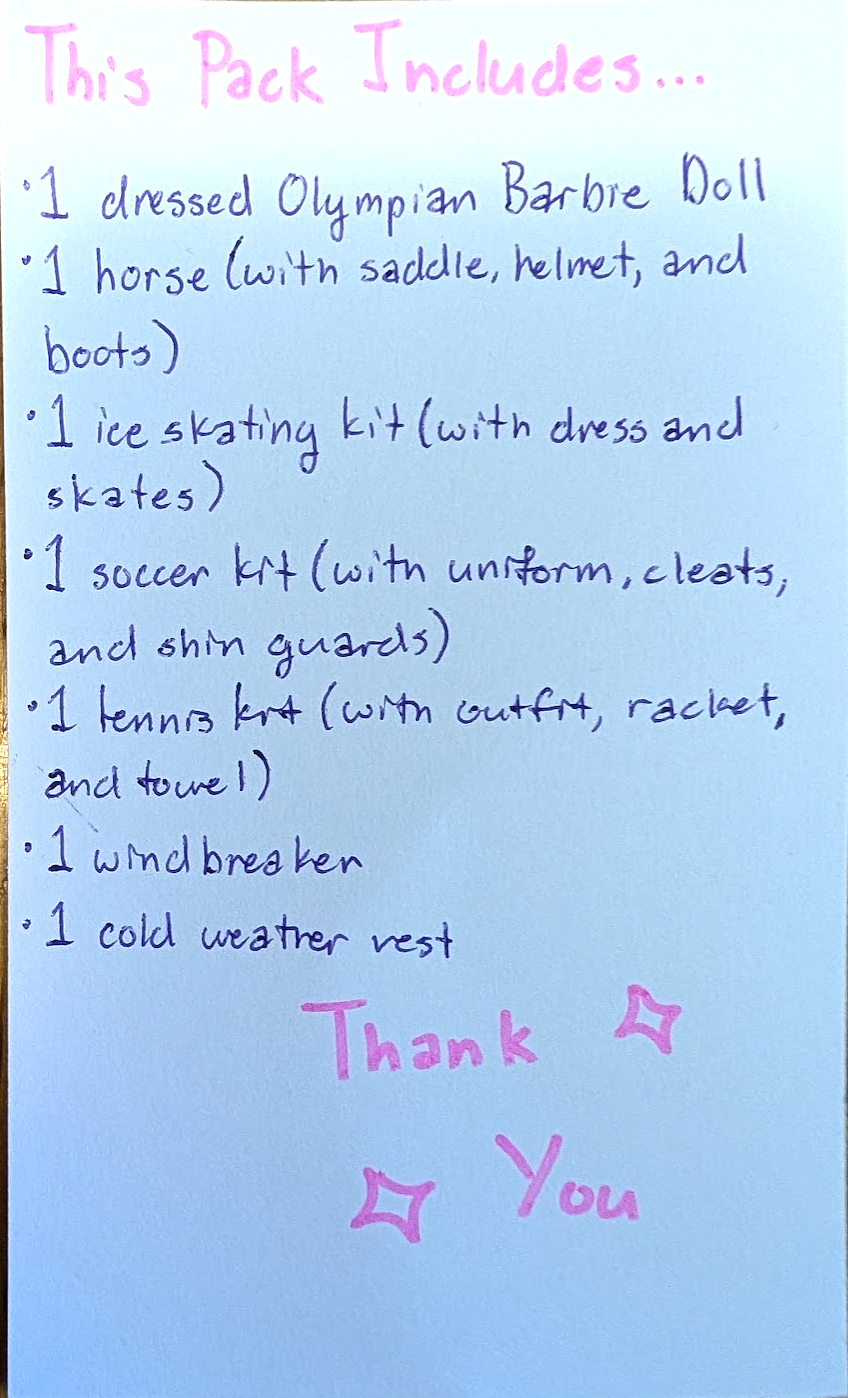 This Pack Includes...
• 1 dressed Olympian Barbie Doll
• 1 horse (with saddle, helmet, and
boots)
• 1 ice skating kit (with dress and
skates)
• 1 soccer kit (with uniform, cleats,
and shin guards)
• 1 tennis kit (with outfit, racket,
and towel)
• 1 windbreaker
• 1 cold weather vest
Thank
You